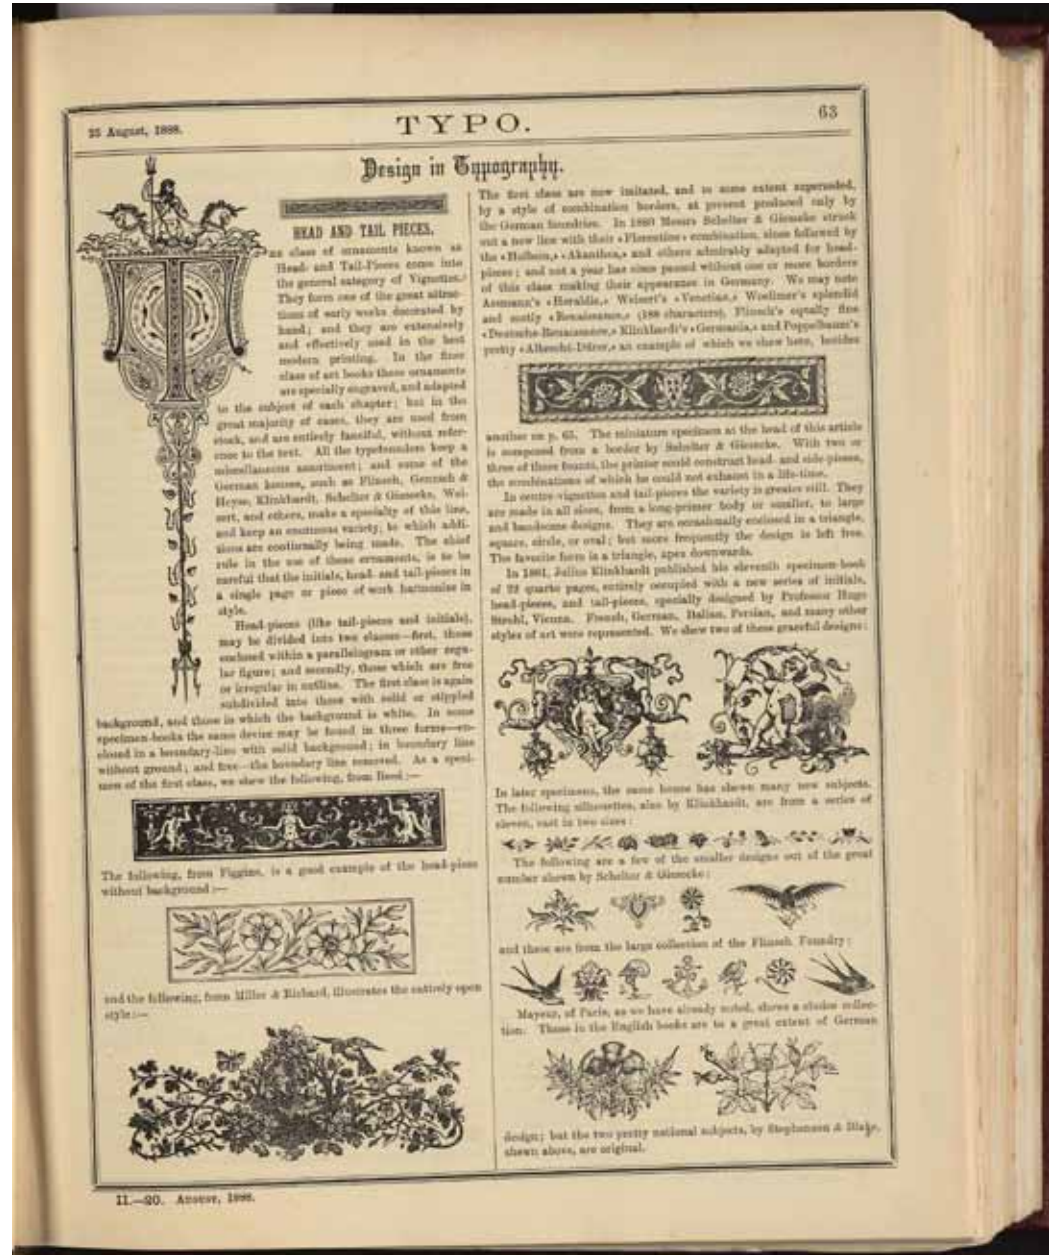 25 August, 1888.
TYPO.
63
Design in Typography.
HEAD AND TAIL PIECES.
THE class of ornaments known as
Head- and Tail-Pieces come into
the general category of Vignettes.
They form one of the great attrac-
tions of early works decorated by
hand; and they are extensively
and effectively used in the best
modern printing. In the finer
class of art books these ornaments
are specially engraved, and adapted
to the subject of each chapter; but in the
great majority of cases, they are used from
stock, and are entirely fanciful, without refer-
ence to the text. All the typefounders keep a
miscellaneous assortment; and some of the
German houses, such as Flinsch, Genzsch &
Heyse, Klinkhardt, Schelter & Giesecke, Wei-
sert, and others, make a specialty of this line,
and keep an enormous variety, to which addi-
tions are continually being made. The chief
rule in the use of these ornaments, is to be
careful that the initials, head- and tail-pieces in
a single page or piece of work harmonize in
style.
Head-pieces (like tail-pieces and initials),
may be divided into two classes—first, those
enclosed within a parallelogram or other regu-
lar figure; and secondly, those which are free
or irregular in outline. The first class is again
subdivided into those with solid or stippled
background, and those in which the background is white. In some
specimen-books the same device may be found in three forms—en-
closed in a boundary-line with solid background; in boundary line
without ground; and free—the boundary line removed. As a speci-
men of the first class, we shew the following, from Reed:—
The following, from Figgins, is a good example of the head-piece
without background:—
and the following, from Miller & Richard, illustrates the entirely open
style:—
The first class are now imitated, and to some extent superseded,
by a style of combination borders, at present produced only by
the German foundries. In 1880 Messrs Schelter & Giesecke struck
out a new line with their «Florentine» combination, since followed by
the «Holbein,» «Akanthea,» and others admirably adapted for head-
pieces; and not a year has since passed without one or more borders
of this class making their appearance in Germany. We may note
Assmann's «Heraldic,» Weisert's «Venetian,» Woellmer's splendid
and costly «Renaissance,» (188 characters), Flinsch's equally fine
«Deutsche-Renaissance,» Klinkhardt's «Germania,» and Poppelbaum's
pretty «Albrecht-Dürer,» an example of which we shew here, besides
another on p. 65. The miniature specimen at the head of this article
is composed from a border by Schelter & Giesecke. With two or
three of these founts, the printer could construct head- and side-pieces,
the combinations of which he could not exhaust in a life-time.
In centre-vignettes and tail-pieces the variety is greater still. They
are made in all sizes, from a long-primer body or smaller, to large
and handsome designs. They are occasionally enclosed in a triangle,
square, circle, or oval; but more frequently the design is left free.
The favorite form is a triangle, apex downwards.
In 1881, Julius Klinkhardt published his eleventh specimen-book
of 22 quarto pages, entirely occupied with a new series of initials,
head-pieces, and tail-pieces, specially designed by Professor Hugo
Ströhl, Vienna. French, German, Italian, Persian, and many other
styles of art were represented. We shew two of these graceful designs:
In later specimens, the same house has shewn many new subjects.
The following silhouettes, also by Klinkhardt, are from a series of
eleven, cast in two sizes:
The following are a few of the smaller designs out of the great
number shewn by Schelter & Giesecke:
and these are from the large collection of the Flinsch Foundry:
Mayeur, of Paris, as we have already noted, shews a choice collec-
tion. Those in the English books are to a great extent of German
design; but the two pretty national subjects, by Stephenson & Blake,
shewn above, are original.
II.—20. AUGUST, 1888.